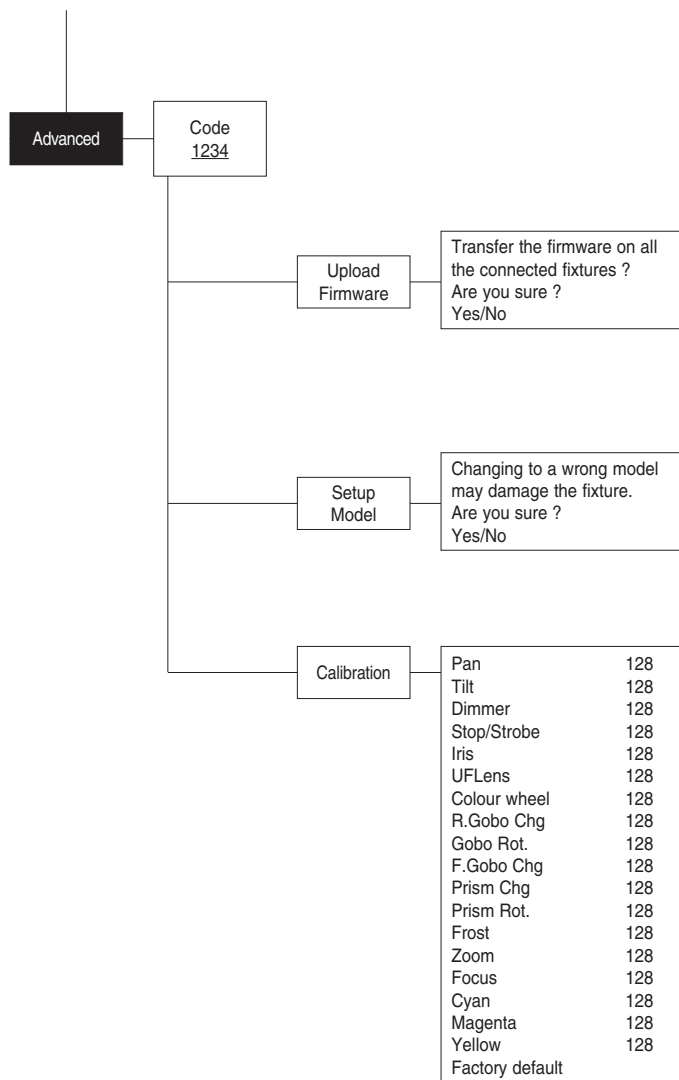 Advanced
Code
1234
Upload
Firmware
Transfer the firmware on all
the connected fixtures ?
Are you sure ?
Yes/No
Setup
Model
Changing to a wrong model
may damage the fixture.
Are you sure ?
Yes/No
Calibration
Pan 128
Tilt 128
Dimmer 128
Stop/Strobe 128
Iris 128
UFLens 128
Colour wheel 128
R.Gobo Chg 128
Gobo Rot. 128
F.Gobo Chg 128
Prism Chg 128
Prism Rot. 128
Frost 128
Zoom 128
Focus 128
Cyan 128
Magenta 128
Yellow 128
Factory default